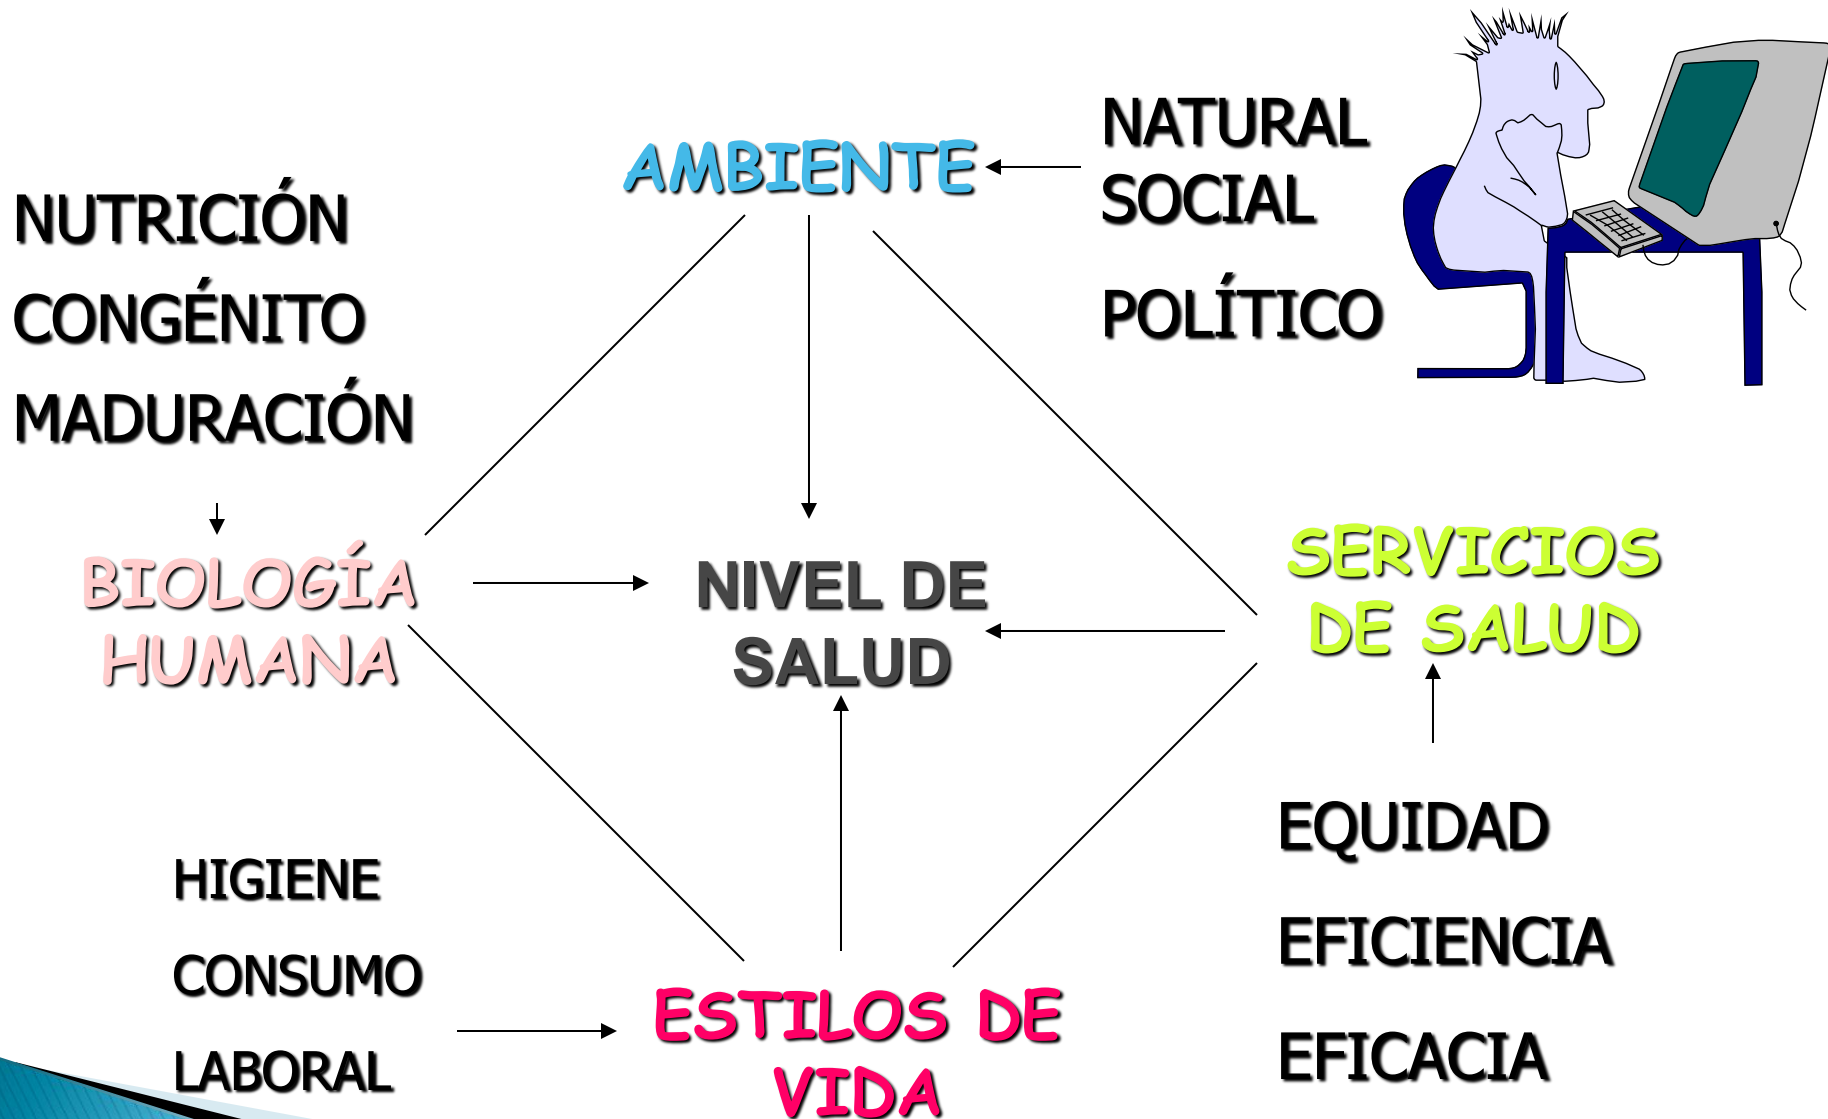 NUTRICIÓN
CONGÉNITO
MADURACIÓN
AMBIENTE
NATURAL
SOCIAL
POLÍTICO
BIOLOGÍA
HUMANA
NIVEL DE
SALUD
SERVICIOS
DE SALUD
HIGIENE
CONSUMO
LABORAL
ESTILOS DE
VIDA
EQUIDAD
EFICIENCIA
EFICACIA